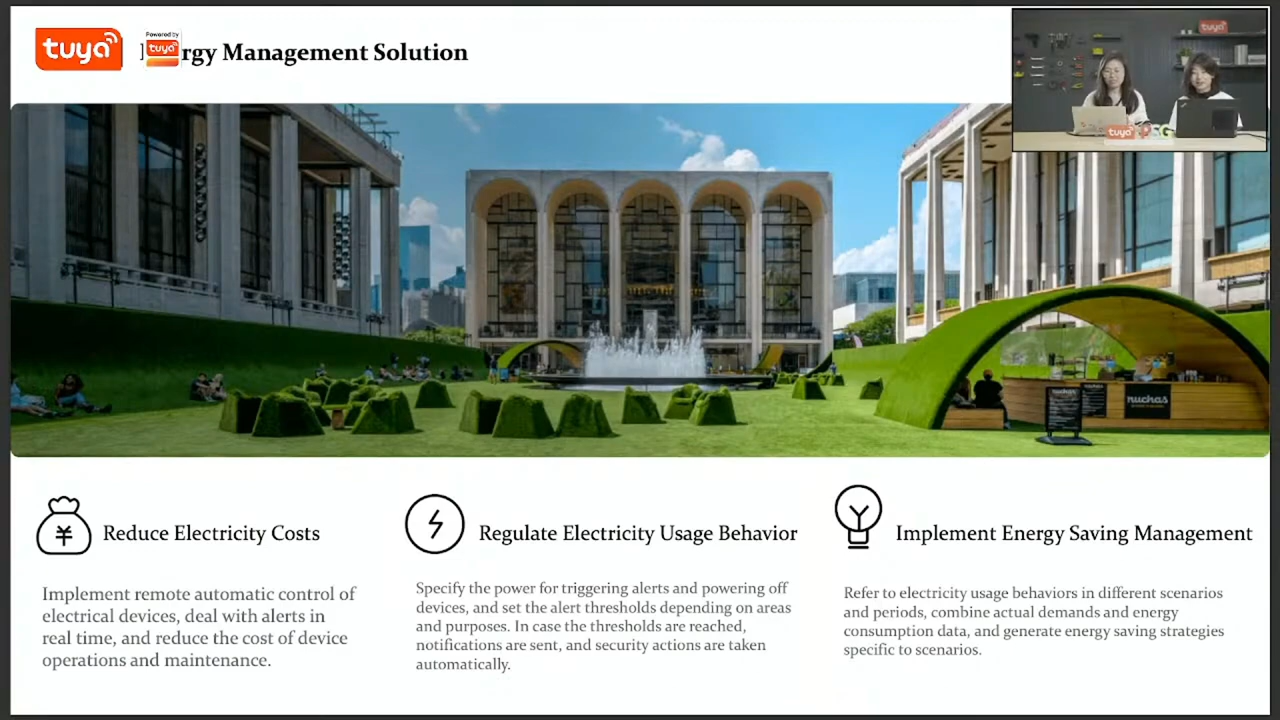 tuya
Powered by
tuya
rgy Management Solution
tuya
tuya
nuchas
nuchas
Reduce Electricity Costs
Implement remote automatic control of
electrical devices, deal with alerts in
real time, and reduce the cost of device
operations and maintenance.
Regulate Electricity Usage Behavior
Specify the power for triggering alerts and powering off
devices, and set the alert thresholds depending on areas
and purposes. In case the thresholds are reached,
notifications are sent, and security actions are taken
automatically.
Implement Energy Saving Management
Refer to electricity usage behaviors in different scenarios
and periods, combine actual demands and energy
consumption data, and generate energy saving strategies
specific to scenarios.